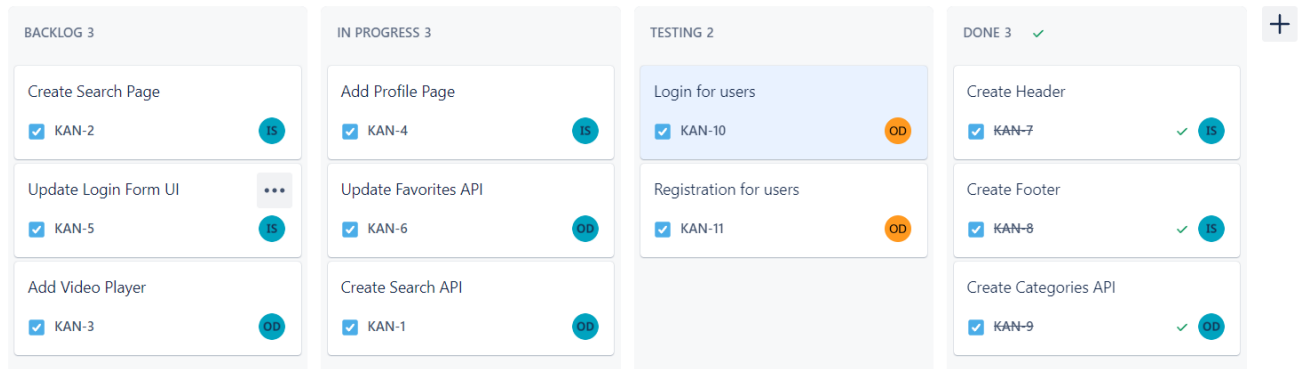 BACKLOG 3
Create Search Page
KAN-2 IS
Update Login Form UI
KAN-5 IS
Add Video Player
KAN-3 OD
IN PROGRESS 3
Add Profile Page
KAN-4 IS
Update Favorites API
KAN-6 OD
Create Search API
KAN-1 OD
TESTING 2
Login for users
KAN-10 OD
Registration for users
KAN-11 OD
DONE 3
Create Header
KAN-7 IS
Create Footer
KAN-8 IS
Create Categories API
KAN-9 OD